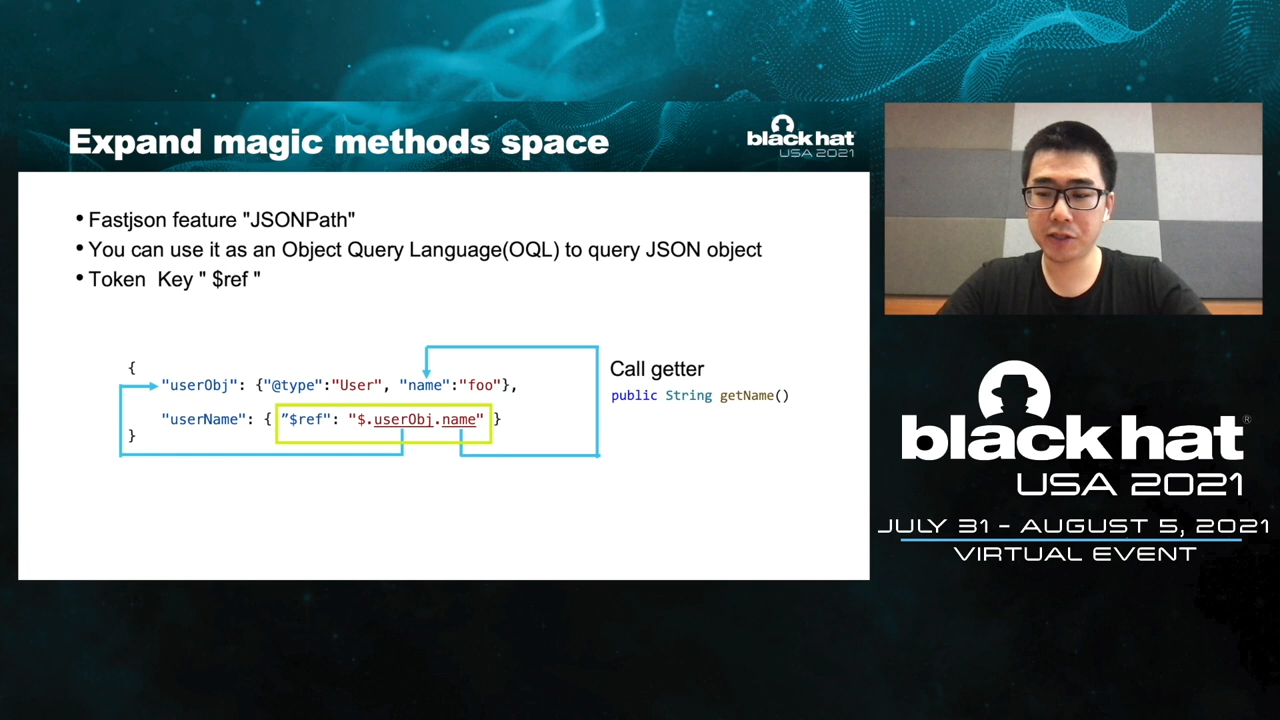 Expand magic methods space
black hat
USA 2021
• Fastjson feature "JSONPath"
• You can use it as an Object Query Language(OQL) to query JSON object
• Token Key " $ref "
{
"userObj": {"@type":"User", "name":"foo"},
"userName": { ”$ref": "$.userObj.name" }
}
Call getter
public String getName()
black hat®
USA 2021
JULY 31 - AUGUST 5, 2021
VIRTUAL EVENT